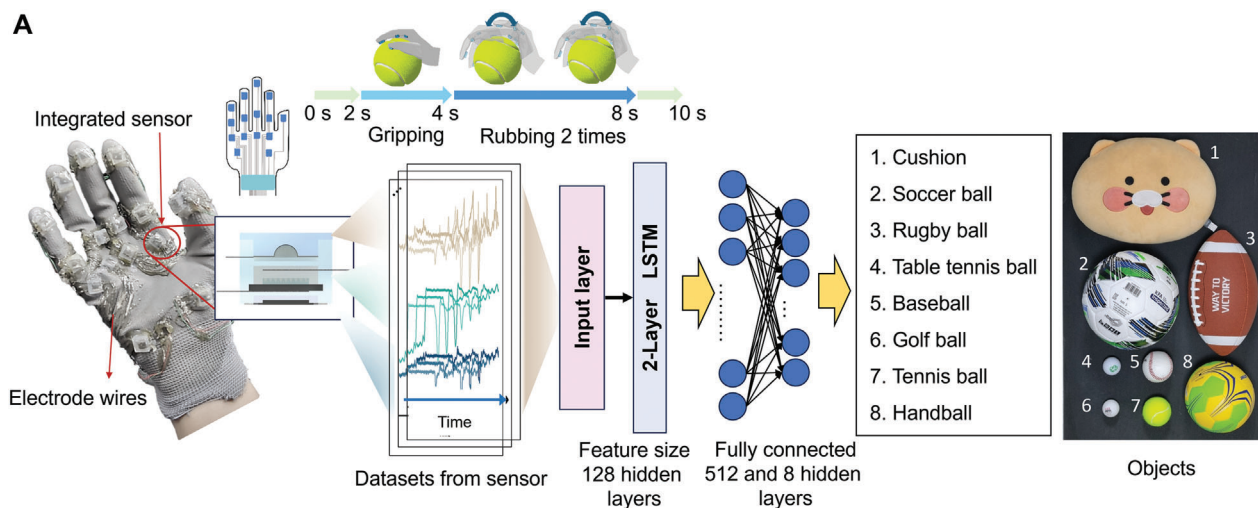 A
Integrated sensor
Electrode wires
0 s
2 s
4 s
8 s
10 s
Gripping
Rubbing 2 times
Time
Datasets from sensor
Input layer
2-Layer LSTM
Feature size
128 hidden
layers
Fully connected
512 and 8 hidden
layers
1. Cushion
2. Soccer ball
3. Rugby ball
4. Table tennis ball
5. Baseball
6. Golf ball
7. Tennis ball
8. Handball
1
2
3
WAY TO
VICTORY
4
5
8
6
7
Objects